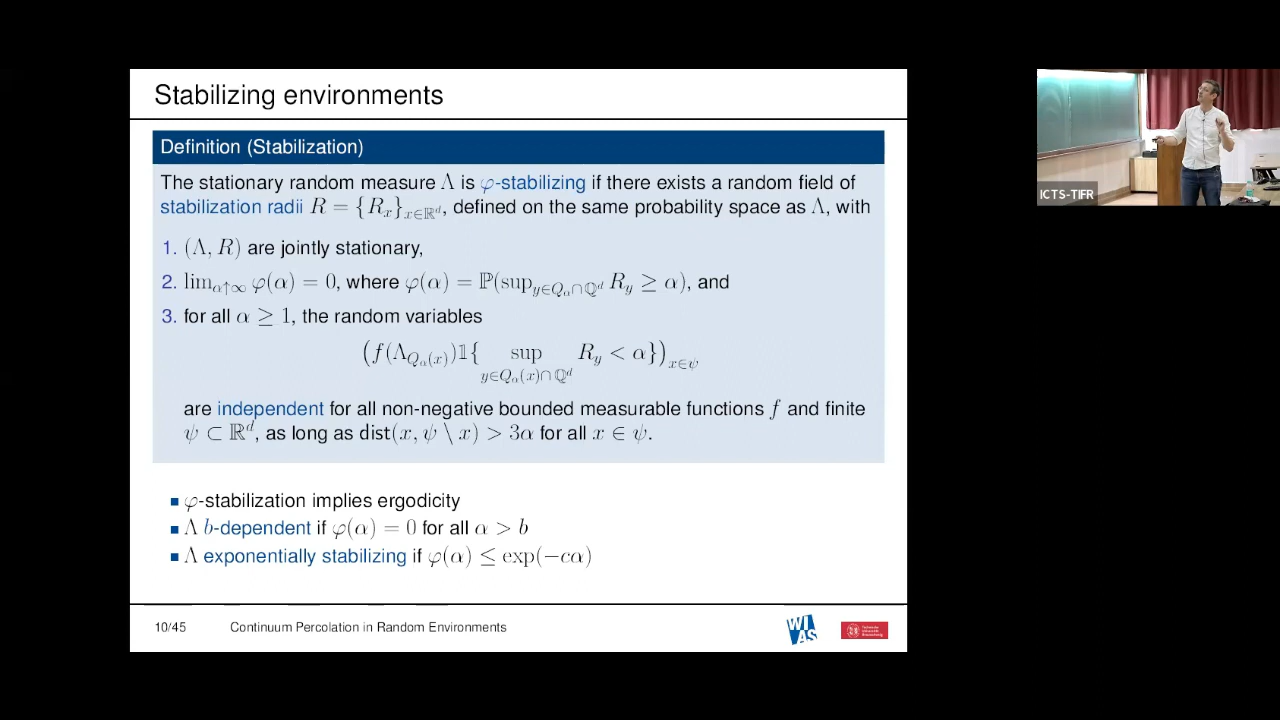 Stabilizing environments
Definition (Stabilization)
The stationary random measure Λ is φ-stabilizing if there exists a random field of
stabilization radii R = {R_x}_{x∈ℝ^d}, defined on the same probability space as Λ, with
1. (Λ, R) are jointly stationary,
2. lim_{α↑∞} φ(α) = 0, where φ(α) = ℙ(sup_{y∈Q_α∩ℚ^d} R_y ≥ α), and
3. for all α ≥ 1, the random variables
(f(Λ_{Q_α(x)})𝟙{ sup_{y∈Q_α(x)∩ℚ^d} R_y < α})_{x∈ψ}
are independent for all non-negative bounded measurable functions f and finite
ψ ⊂ ℝ^d, as long as dist(x, ψ \ x) > 3α for all x ∈ ψ.
■ φ-stabilization implies ergodicity
■ Λ b-dependent if φ(α) = 0 for all α > b
■ Λ exponentially stabilizing if φ(α) ≤ exp(−cα)
10/45 Continuum Percolation in Random Environments
WIAS
ICTS-TIFR